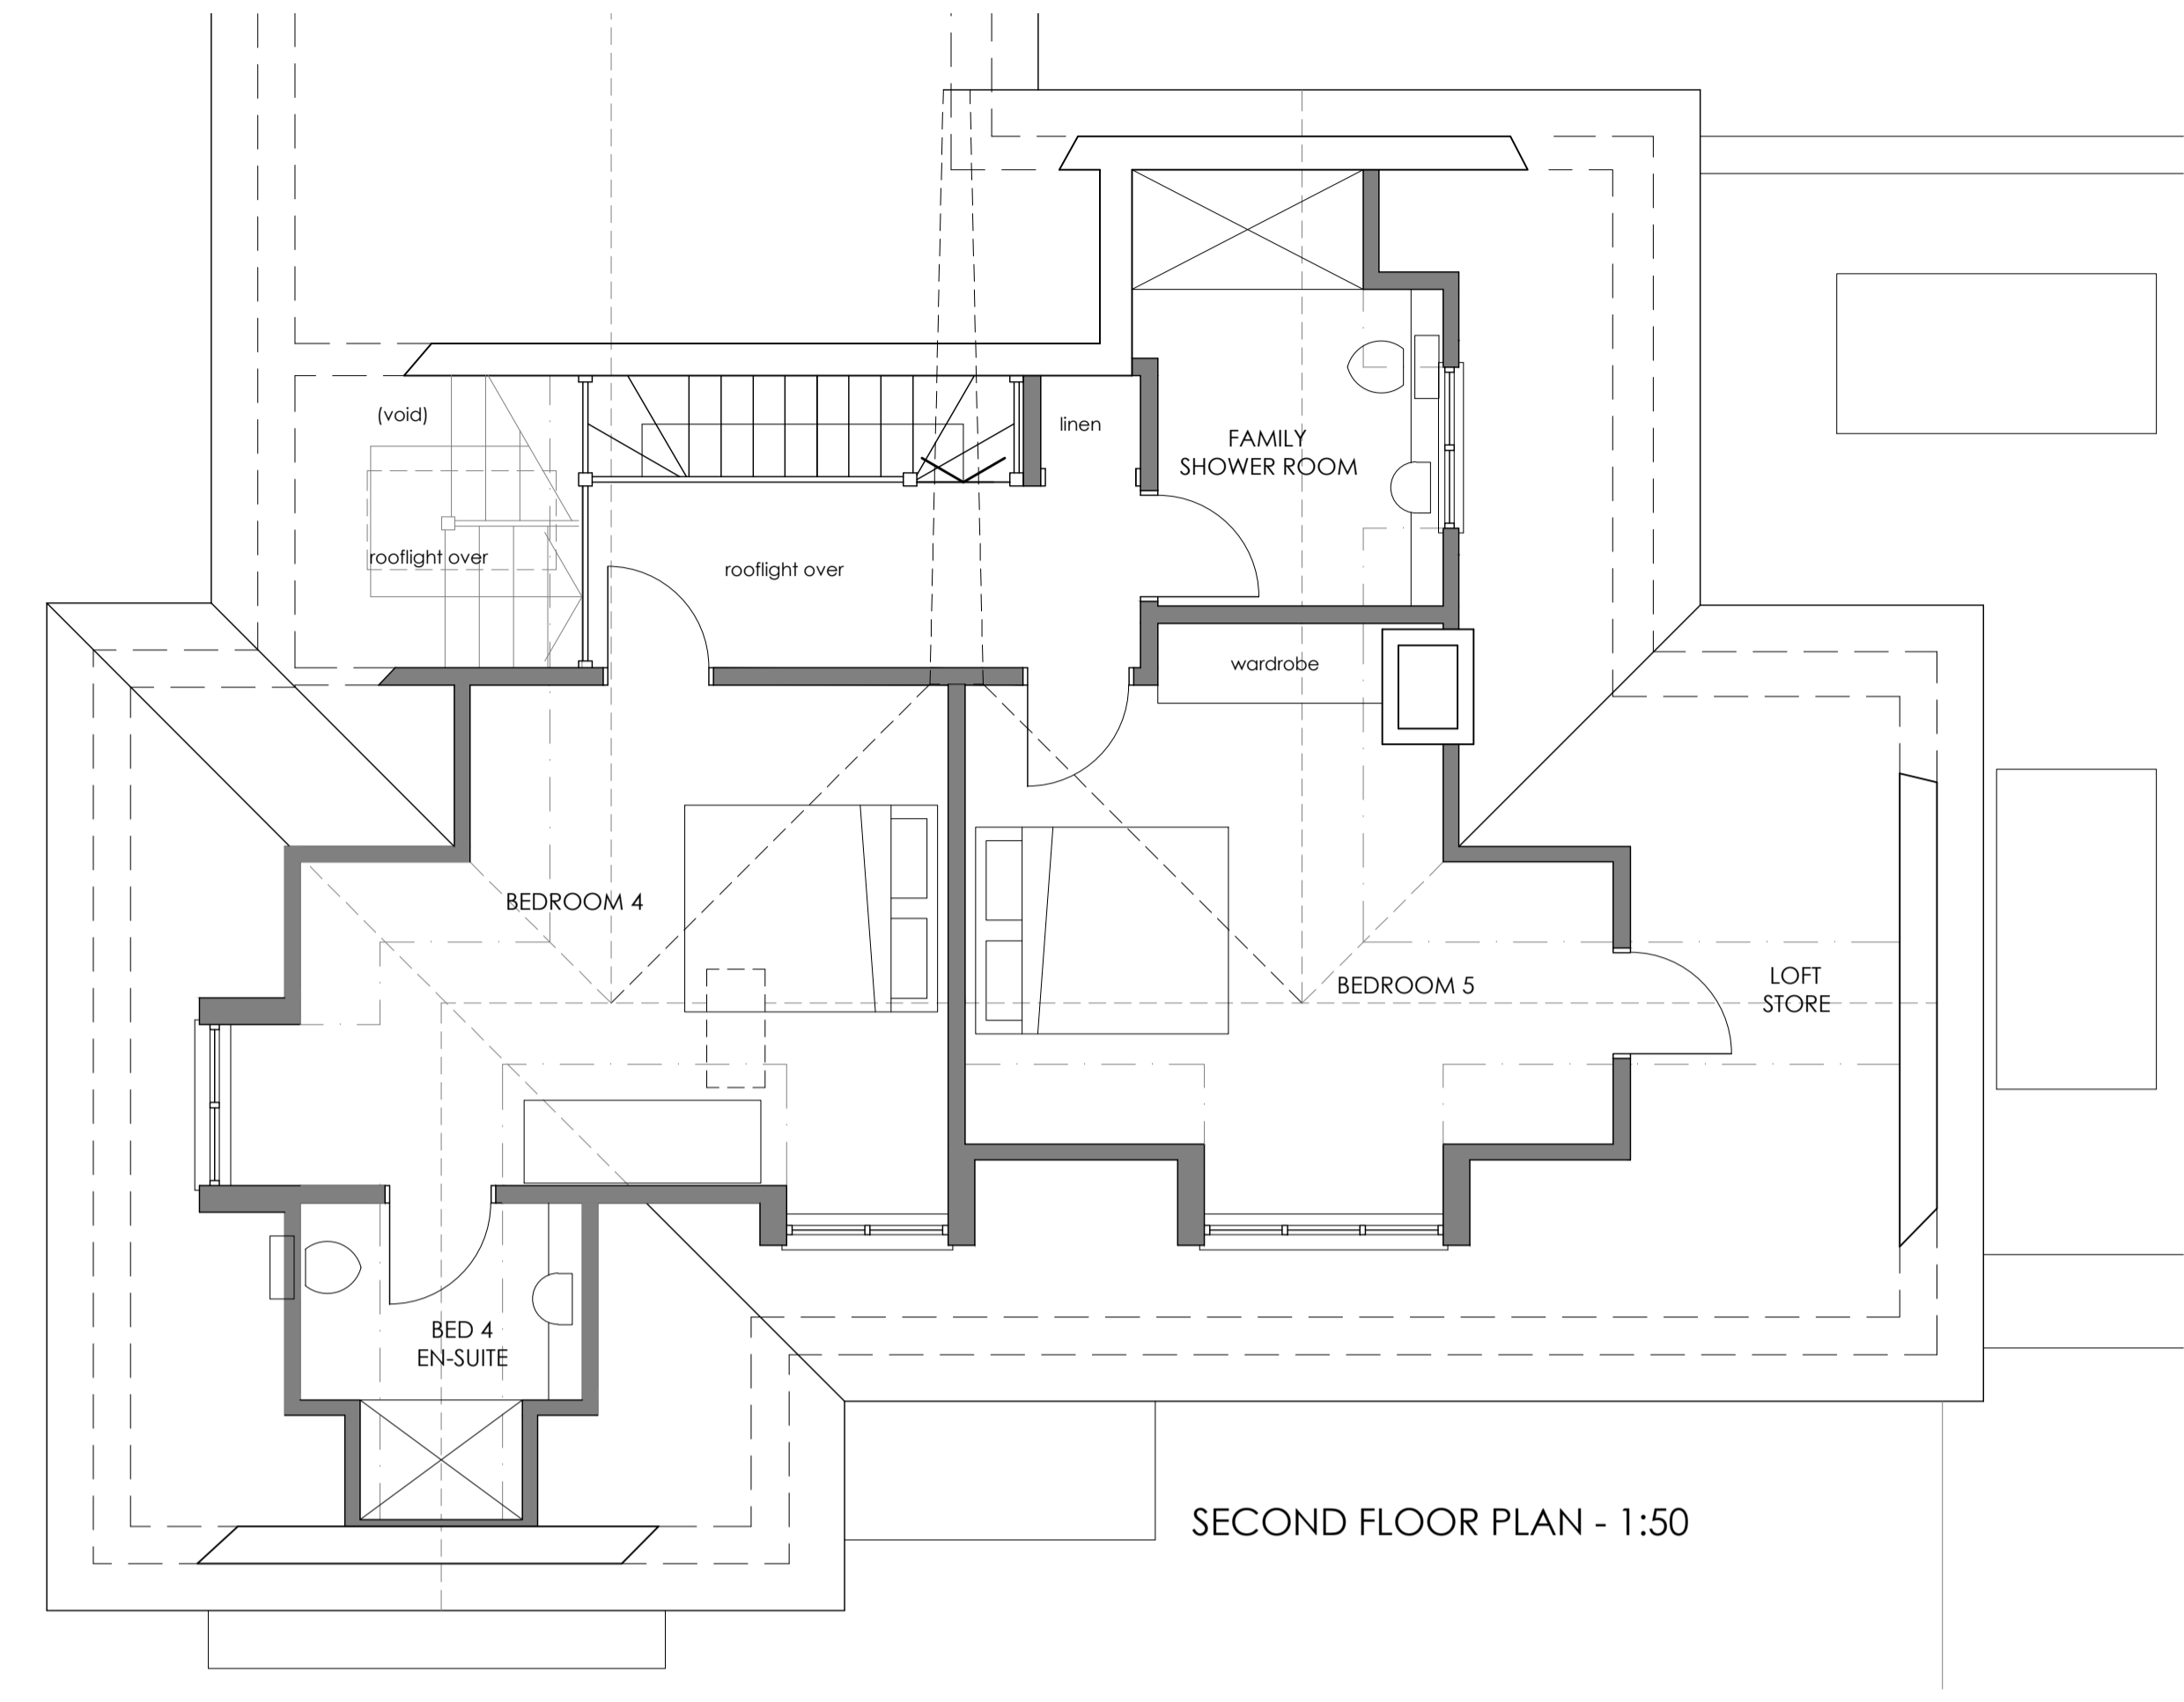 (void)
linen
FAMILY
SHOWER ROOM
rooflight over
rooflight over
wardrobe
BEDROOM 4
BEDROOM 5
LOFT
STORE
BED 4
EN-SUITE
SECOND FLOOR PLAN - 1:50